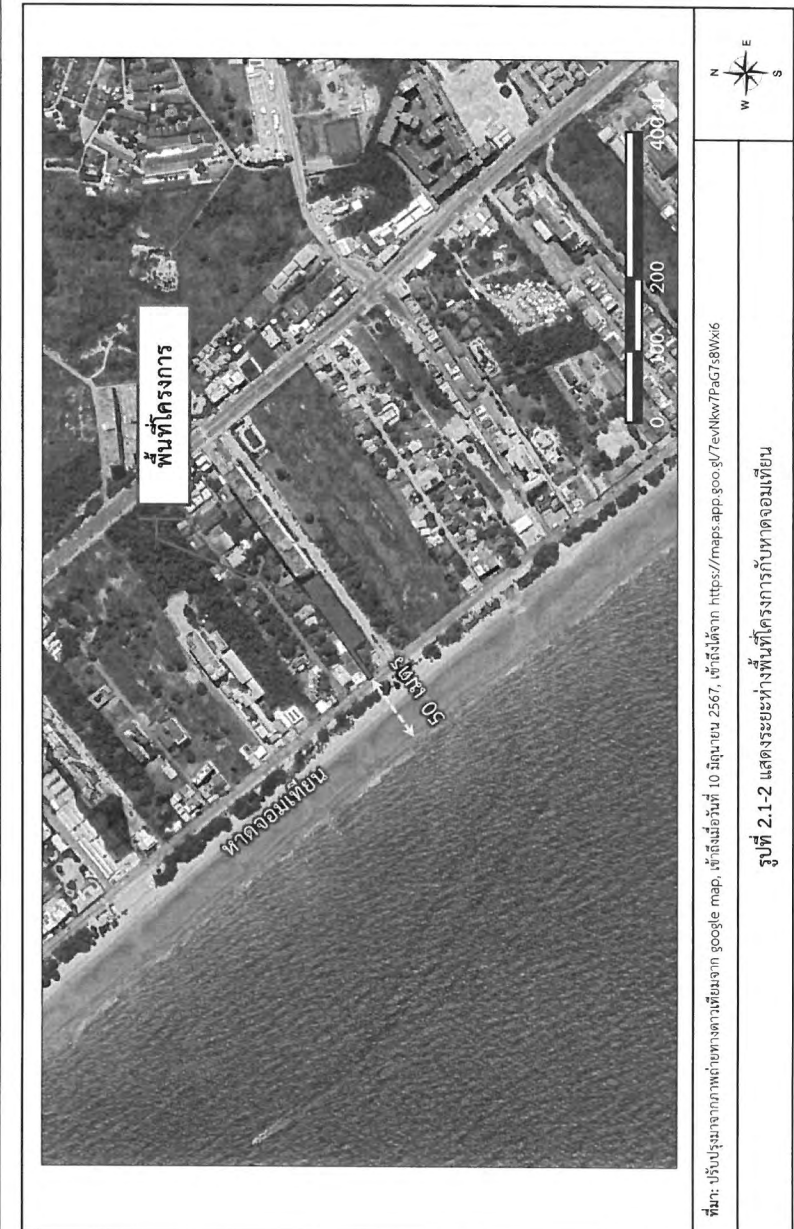 พื้นที่โครงการ
หาดจอมเทียน
50 เมตร
0 100 200 400 ม
N
W E
S
ที่มา: ปรับปรุงมาจากภาพถ่ายทางดาวเทียมจาก google map, เข้าถึงเมื่อวันที่ 10 มิถุนายน 2567, เข้าถึงได้จาก https://maps.app.goo.gl/7evNkw7PaG7s8Wxi6
รูปที่ 2.1-2 แสดงระยะห่างพื้นที่โครงการกับหาดจอมเทียน